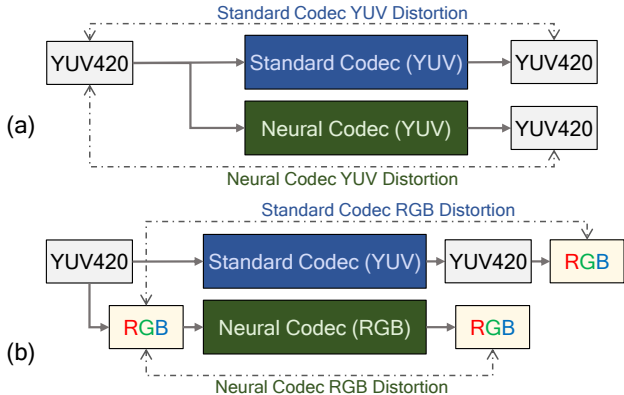 Standard Codec YUV Distortion
YUV420
Standard Codec (YUV)
YUV420
(a)
Neural Codec (YUV)
YUV420
Neural Codec YUV Distortion
Standard Codec RGB Distortion
YUV420
Standard Codec (YUV)
YUV420
RGB
RGB
Neural Codec (RGB)
RGB
(b)
Neural Codec RGB Distortion